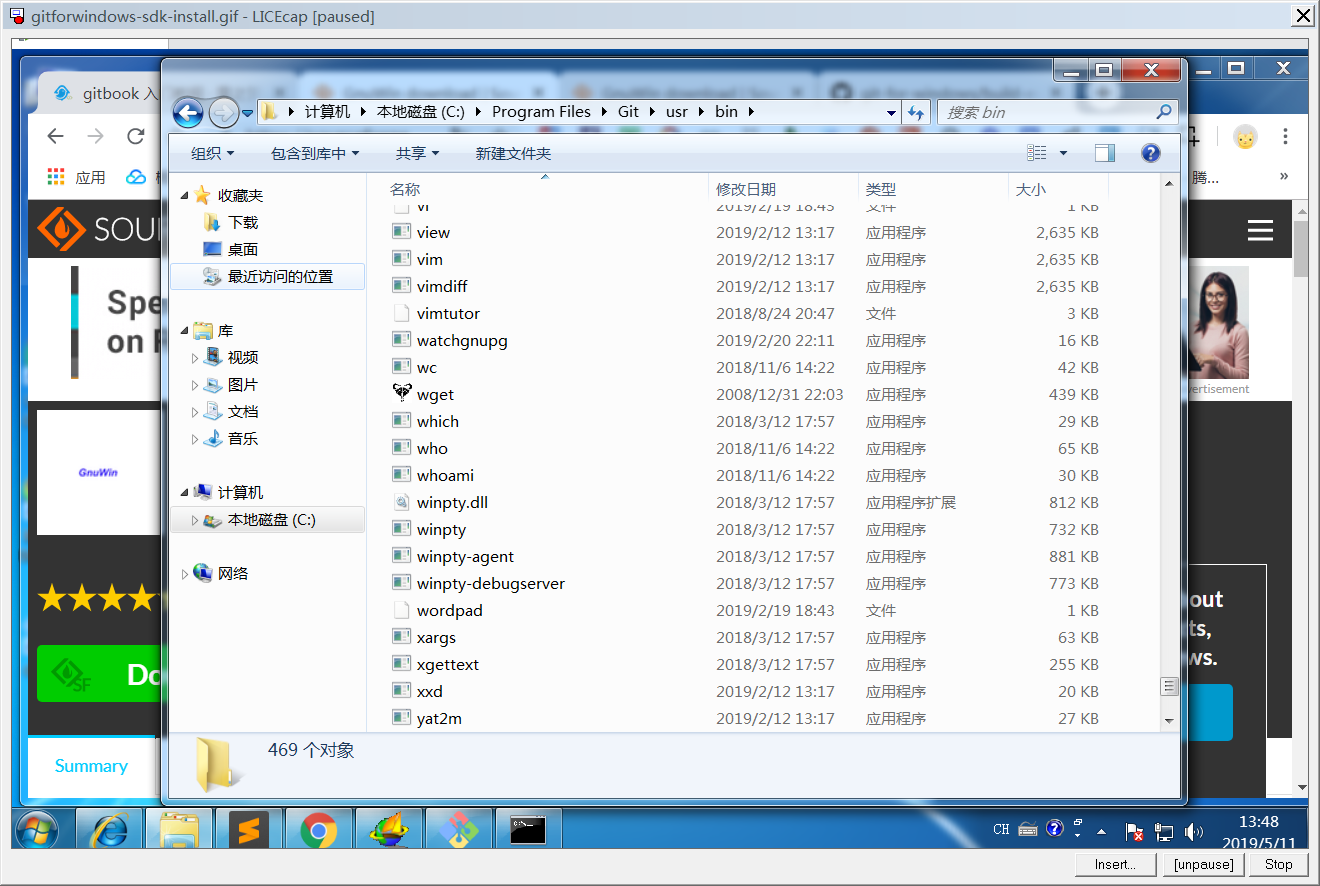 gitforwindows-sdk-install.gif - LICEcap [paused]
gitbook 入
计算机 本地磁盘 (C:) Program Files Git usr bin
搜索 bin
组织 包含到库中 共享 新建文件夹
应用
腾...
»
名称 修改日期 类型 大小
收藏夹
下载
桌面
最近访问的位置
库
视频
图片
文档
音乐
计算机
本地磁盘 (C:)
网络
vi 2019/2/19 18:43 文件 1 KB
view 2019/2/12 13:17 应用程序 2,635 KB
vim 2019/2/12 13:17 应用程序 2,635 KB
vimdiff 2019/2/12 13:17 应用程序 2,635 KB
vimtutor 2018/8/24 20:47 文件 3 KB
watchgnupg 2019/2/20 22:11 应用程序 16 KB
wc 2018/11/6 14:22 应用程序 42 KB
wget 2008/12/31 22:03 应用程序 439 KB
which 2018/3/12 17:57 应用程序 29 KB
who 2018/11/6 14:22 应用程序 65 KB
whoami 2018/11/6 14:22 应用程序 30 KB
winpty.dll 2018/3/12 17:57 应用程序扩展 812 KB
winpty 2018/3/12 17:57 应用程序 732 KB
winpty-agent 2018/3/12 17:57 应用程序 881 KB
winpty-debugserver 2018/3/12 17:57 应用程序 773 KB
wordpad 2019/2/19 18:43 文件 1 KB
xargs 2018/3/12 17:57 应用程序 63 KB
xgettext 2018/3/12 17:57 应用程序 255 KB
xxd 2019/2/12 13:17 应用程序 20 KB
yat2m 2019/2/12 13:17 应用程序 27 KB
469 个对象
SOU
Spe
on
GnuWin
SF
Do
Summary
vertisement
out
ts,
ws.
CH
13:48
2019/5/11
Insert...
[unpause]
Stop